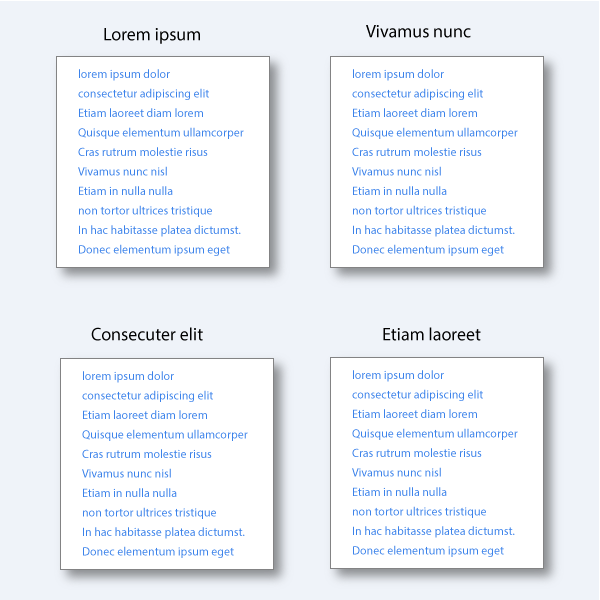 Lorem ipsum
lorem ipsum dolor
consectetur adipiscing elit
Etiam laoreet diam lorem
Quisque elementum ullamcorper
Cras rutrum molestie risus
Vivamus nunc nisl
Etiam in nulla nulla
non tortor ultrices tristique
In hac habitasse platea dictumst.
Donec elementum ipsum eget
Vivamus nunc
lorem ipsum dolor
consectetur adipiscing elit
Etiam laoreet diam lorem
Quisque elementum ullamcorper
Cras rutrum molestie risus
Vivamus nunc nisl
Etiam in nulla nulla
non tortor ultrices tristique
In hac habitasse platea dictumst.
Donec elementum ipsum eget
Consecuter elit
lorem ipsum dolor
consectetur adipiscing elit
Etiam laoreet diam lorem
Quisque elementum ullamcorper
Cras rutrum molestie risus
Vivamus nunc nisl
Etiam in nulla nulla
non tortor ultrices tristique
In hac habitasse platea dictumst.
Donec elementum ipsum eget
Etiam laoreet
lorem ipsum dolor
consectetur adipiscing elit
Etiam laoreet diam lorem
Quisque elementum ullamcorper
Cras rutrum molestie risus
Vivamus nunc nisl
Etiam in nulla nulla
non tortor ultrices tristique
In hac habitasse platea dictumst.
Donec elementum ipsum eget